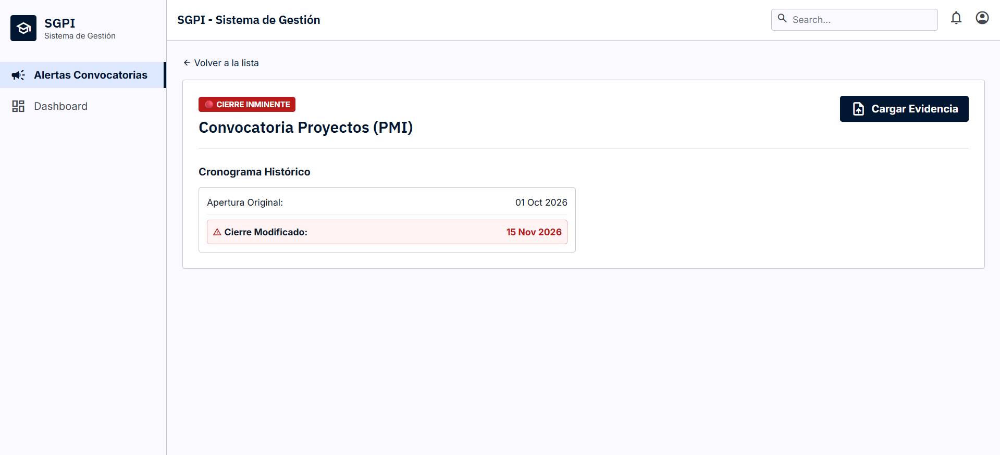 SGPI
Sistema de Gestión
Alertas Convocatorias
Dashboard
SGPI - Sistema de Gestión
Search...
← Volver a la lista
CIERRE INMINENTE
Convocatoria Proyectos (PMI)
Cargar Evidencia
Cronograma Histórico
Apertura Original: 01 Oct 2026
⚠ Cierre Modificado: 15 Nov 2026